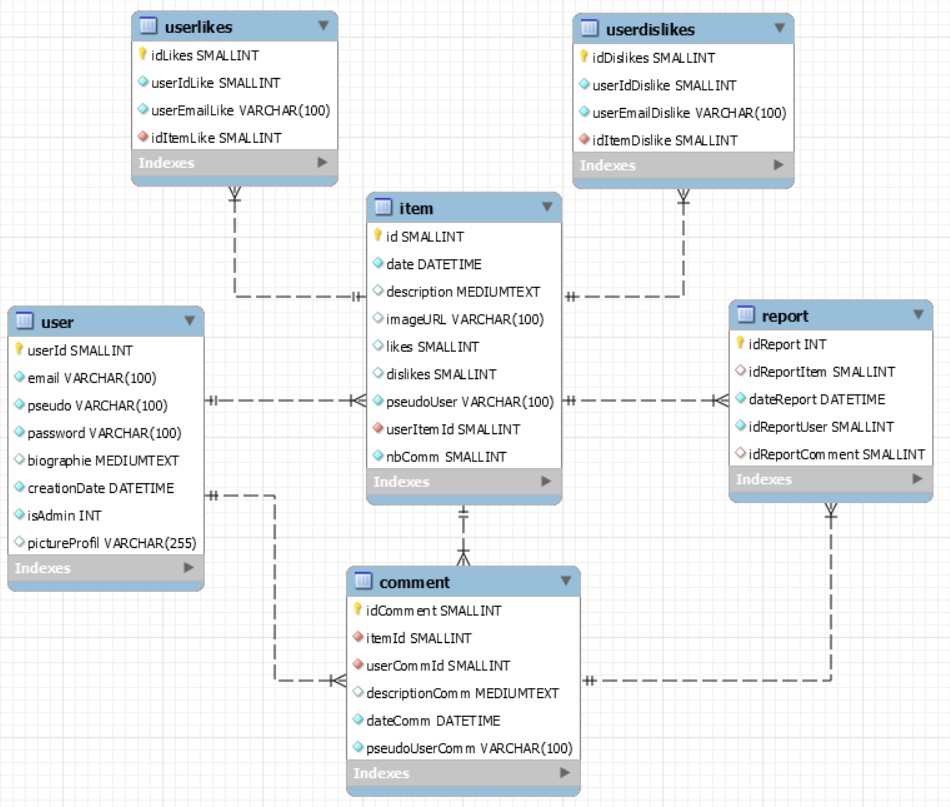 userlikes
idLikes SMALLINT
userIdLike SMALLINT
userEmailLike VARCHAR(100)
idItemLike SMALLINT
Indexes
userdislikes
idDislikes SMALLINT
userIdDislike SMALLINT
userEmailDislike VARCHAR(100)
idItemDislike SMALLINT
Indexes
item
id SMALLINT
date DATETIME
description MEDIUMTEXT
imageURL VARCHAR(100)
likes SMALLINT
dislikes SMALLINT
pseudoUser VARCHAR(100)
userItemId SMALLINT
nbComm SMALLINT
Indexes
user
userId SMALLINT
email VARCHAR(100)
pseudo VARCHAR(100)
password VARCHAR(100)
biographie MEDIUMTEXT
creationDate DATETIME
isAdmin INT
pictureProfil VARCHAR(255)
Indexes
report
idReport INT
idReportItem SMALLINT
dateReport DATETIME
idReportUser SMALLINT
idReportComment SMALLINT
Indexes
comment
idComment SMALLINT
itemId SMALLINT
userCommId SMALLINT
descriptionComm MEDIUMTEXT
dateComm DATETIME
pseudoUserComm VARCHAR(100)
Indexes